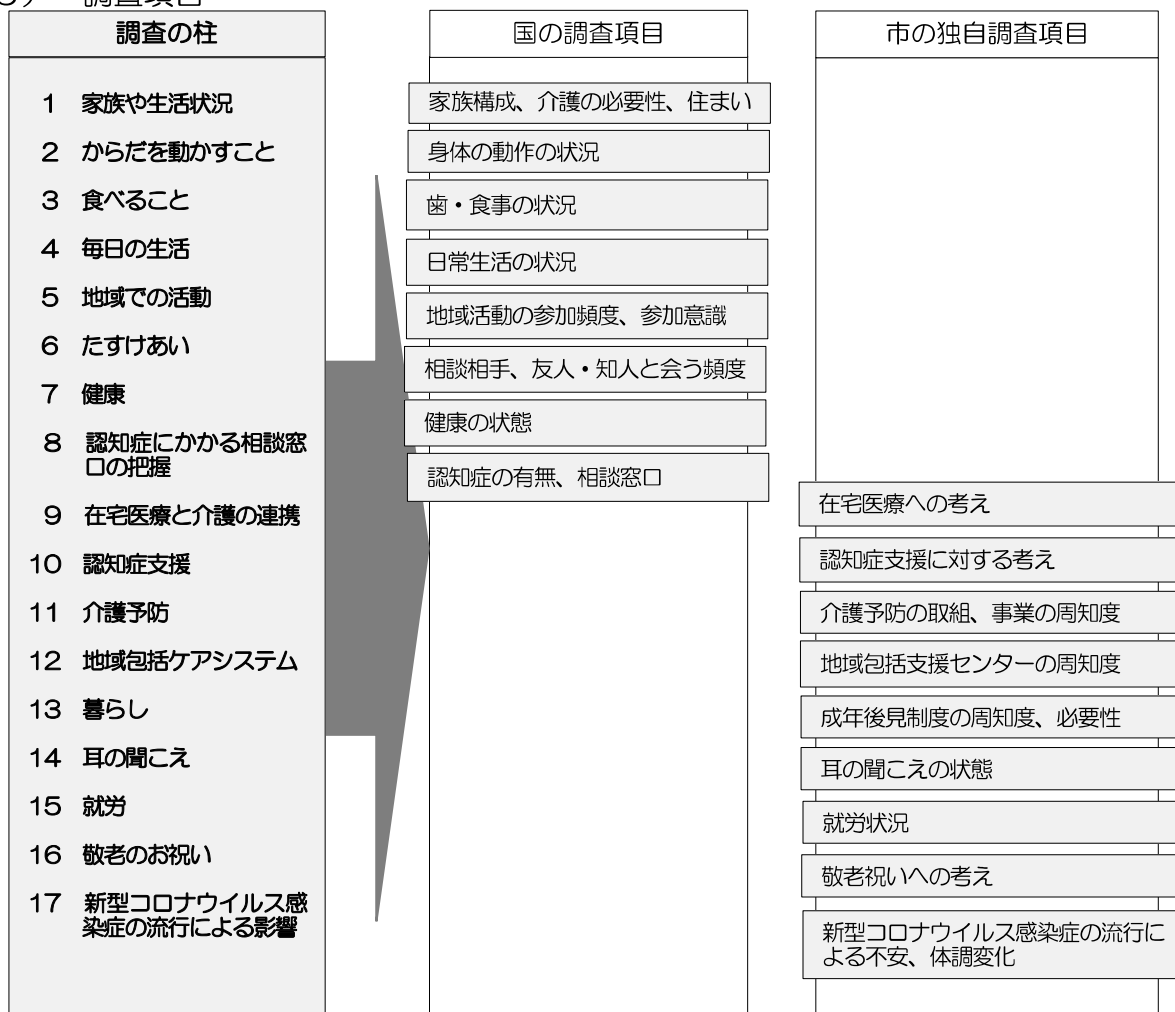 調査項目
調査の柱
1 家族や生活状況
2 からだを動かすこと
3 食べること
4 毎日の生活
5 地域での活動
6 たすけあい
7 健康
8 認知症にかかる相談窓
口の把握
9 在宅医療と介護の連携
10 認知症支援
11 介護予防
12 地域包括ケアシステム
13 暮らし
14 耳の聞こえ
15 就労
16 敬老のお祝い
17 新型コロナウイルス感
染症の流行による影響
国の調査項目
家族構成、介護の必要性、住まい
身体の動作の状況
歯・食事の状況
日常生活の状況
地域活動の参加頻度、参加意識
相談相手、友人・知人と会う頻度
健康の状態
認知症の有無、相談窓口
市の独自調査項目
在宅医療への考え
認知症支援に対する考え
介護予防の取組、事業の周知度
地域包括支援センターの周知度
成年後見制度の周知度、必要性
耳の聞こえの状態
就労状況
敬老祝いへの考え
新型コロナウイルス感染症の流行に
よる不安、体調変化